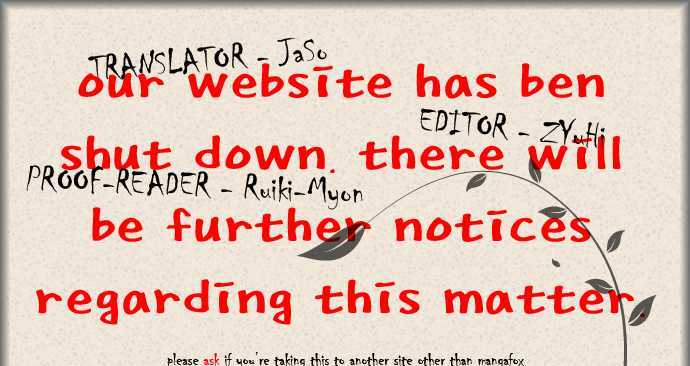 TRANSLATOR - JaSo
our website has ben
EDITOR - ZYuHi
shut down. there will
PROOF-READER - Ruiki-Myon
be further notices
regarding this matter.
please ask if you're taking this to another site other than mangafox